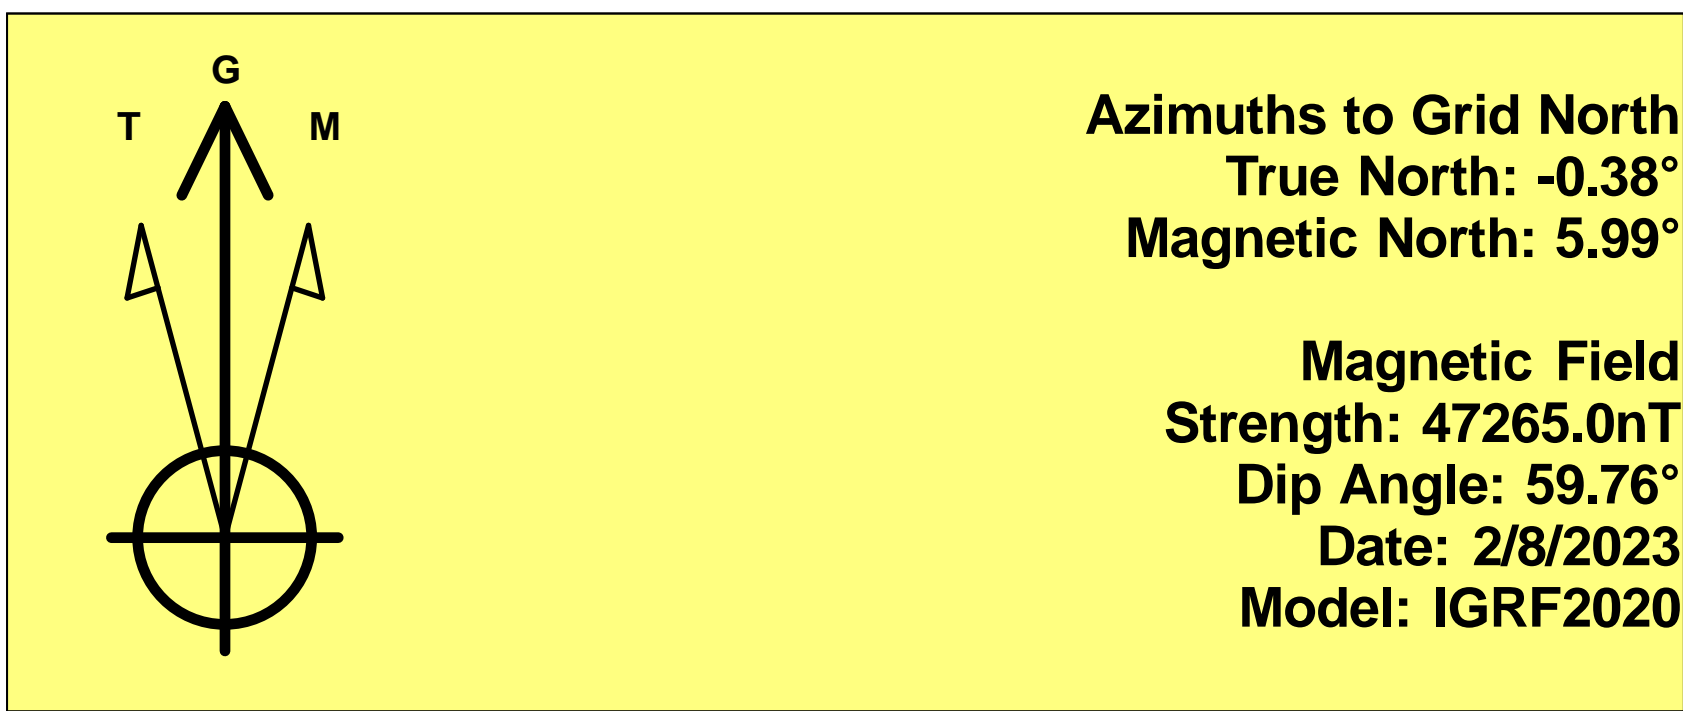 G
T
M
Azimuths to Grid North
True North: -0.38°
Magnetic North: 5.99°
Magnetic Field
Strength: 47265.0nT
Dip Angle: 59.76°
Date: 2/8/2023
Model: IGRF2020